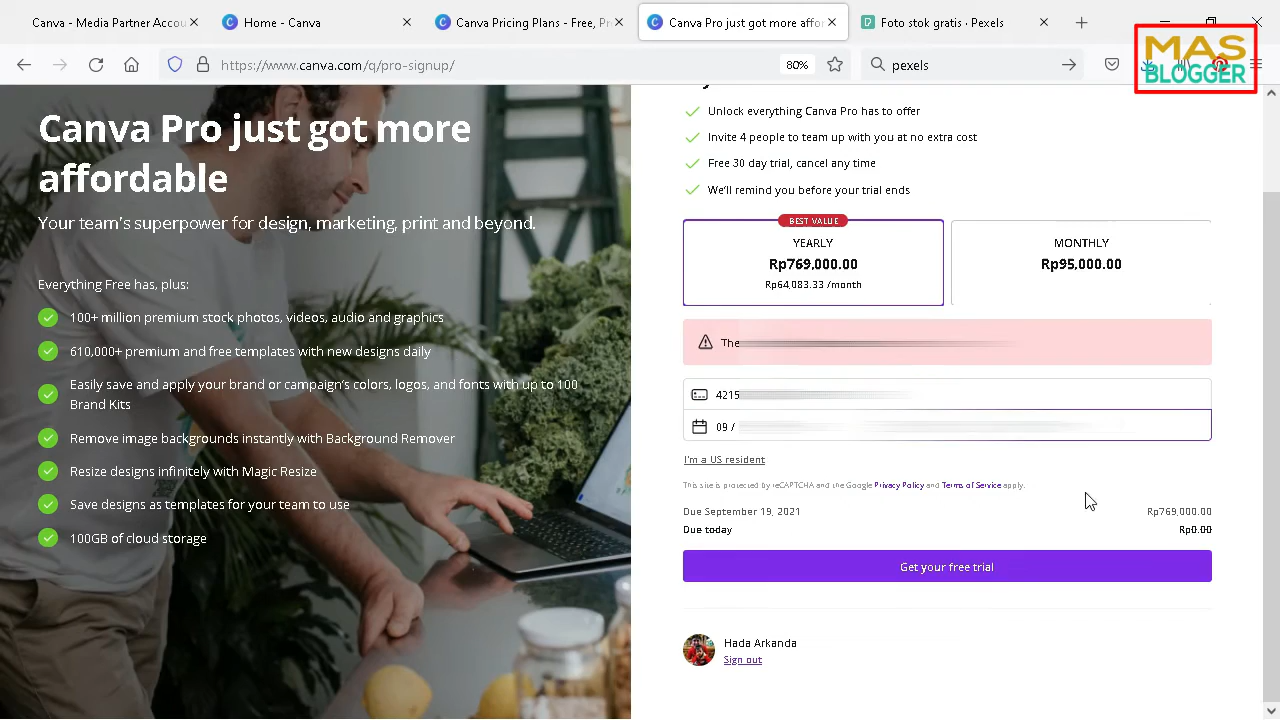 Canva - Media Partner Accou
Home - Canva
Canva Pricing Plans - Free, Pr
Canva Pro just got more affor
Foto stok gratis · Pexels
https://www.canva.com/q/pro-signup/
80%
pexels
MAS
BLOGGER
Canva Pro just got more
affordable
Your team's superpower for design, marketing, print and beyond.
Everything Free has, plus:
100+ million premium stock photos, videos, audio and graphics
610,000+ premium and free templates with new designs daily
Easily save and apply your brand or campaign's colors, logos, and fonts with up to 100
Brand Kits
Remove image backgrounds instantly with Background Remover
Resize designs infinitely with Magic Resize
Save designs as templates for your team to use
100GB of cloud storage
Unlock everything Canva Pro has to offer
Invite 4 people to team up with you at no extra cost
Free 30 day trial, cancel any time
We'll remind you before your trial ends
BEST VALUE
YEARLY
Rp769,000.00
Rp64,083.33 /month
MONTHLY
Rp95,000.00
The
4215
09 /
I'm a US resident
This site is protected by reCAPTCHA and the Google Privacy Policy and Terms of Service apply.
Due September 19, 2021 Rp769,000.00
Due today Rp0.00
Get your free trial
Hada Arkanda
Sign out